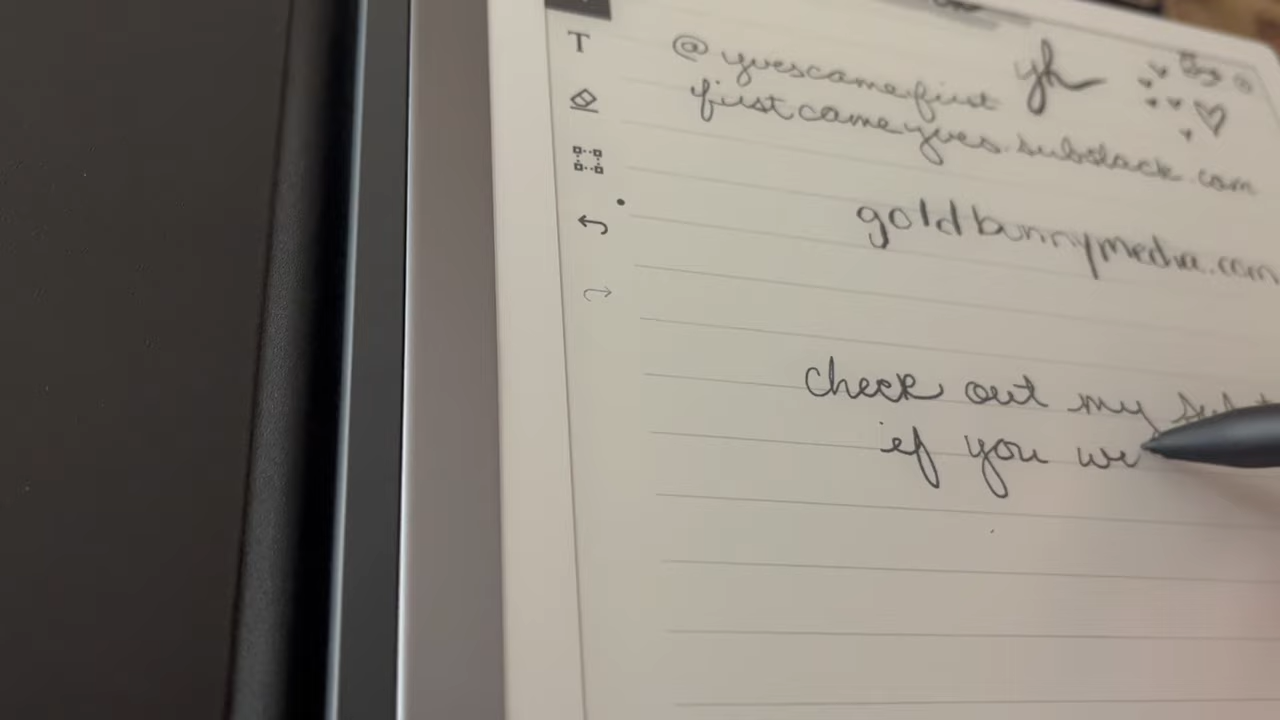 T
@yvescamefirst yh
firstcameyves.substack.com
goldbunnymedia.com
check out my
if you